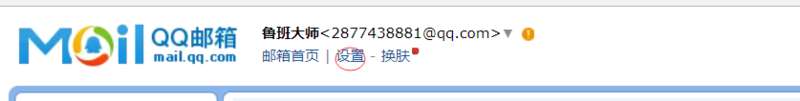 Mail QQ邮箱
mail.qq.com
鲁班大师<2877438881@qq.com>
邮箱首页 | 设置 - 换肤